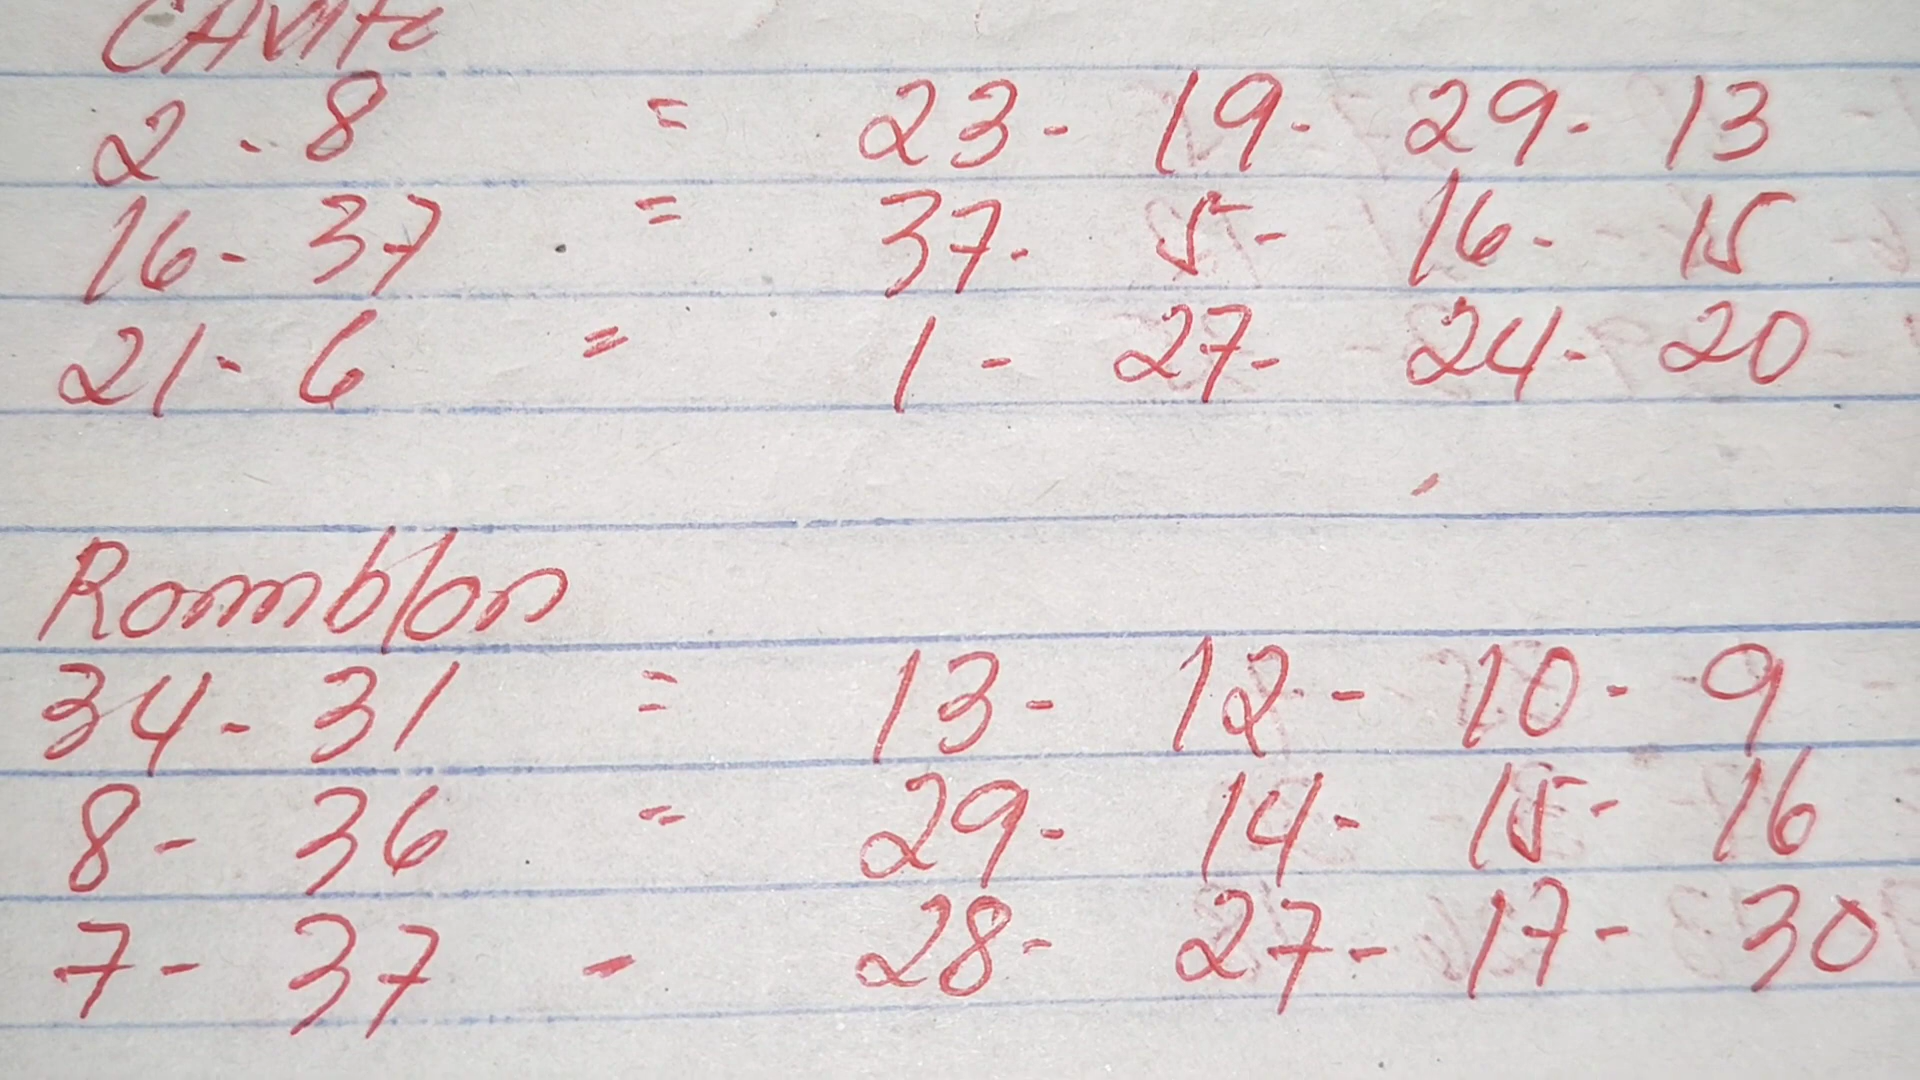 CAvite
2 - 8 = 23 - 19 - 29 - 13
16 - 37 = 37 - 5 - 16 - 15
21 - 6 = 1 - 27 - 24 - 20
Romblon
34 - 31 = 13 - 12 - 10 - 9
8 - 36 = 29 - 14 - 15 - 16
7 - 37 - 28 - 27 - 17 - 30